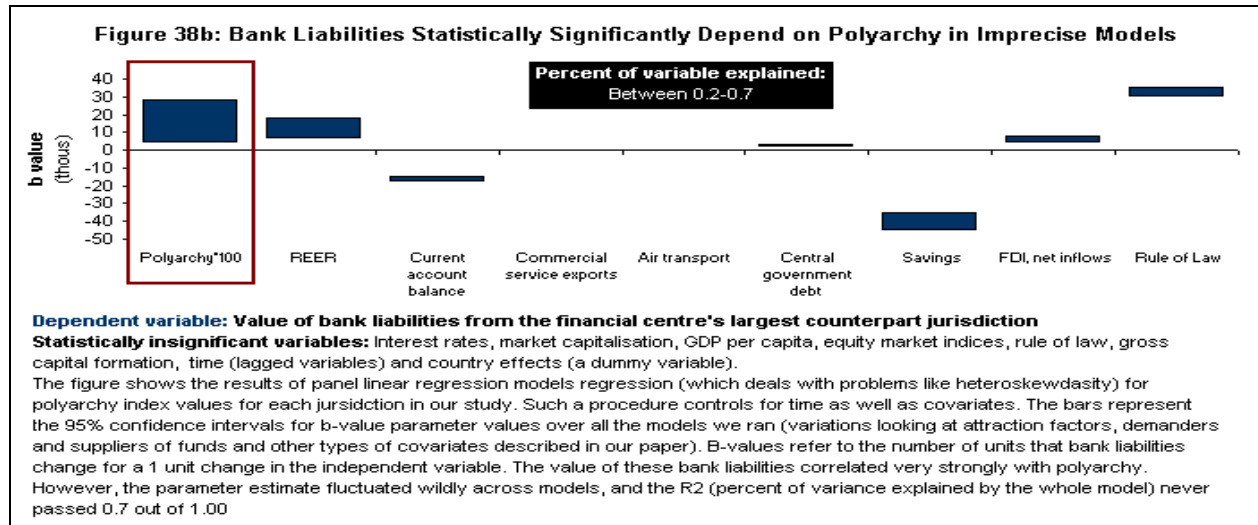 Figure 38b: Bank Liabilities Statistically Significantly Depend on Polyarchy in Imprecise Models
Percent of variable explained:
Between 0.2-0.7
b value
(thous)
40
30
20
10
0
-10
-20
-30
-40
-50
Polyarchy*100
REER
Current
account
balance
Commercial
service exports
Air transport
Central
government
debt
Savings
FDI, net inflows
Rule of Law
Dependent variable: Value of bank liabilities from the financial centre's largest counterpart jurisdiction
Statistically insignificant variables: Interest rates, market capitalisation, GDP per capita, equity market indices, rule of law, gross
capital formation, time (lagged variables) and country effects (a dummy variable).
The figure shows the results of panel linear regression models regression (which deals with problems like heteroskewdasity) for
polyarchy index values for each jursidction in our study. Such a procedure controls for time as well as covariates. The bars represent
the 95% confidence intervals for b-value parameter values over all the models we ran (variations looking at attraction factors, demanders
and suppliers of funds and other types of covariates described in our paper). B-values refer to the number of units that bank liabilities
change for a 1 unit change in the independent variable. The value of these bank liabilities correlated very strongly with polyarchy.
However, the parameter estimate fluctuated wildly across models, and the R2 (percent of variance explained by the whole model) never
passed 0.7 out of 1.00